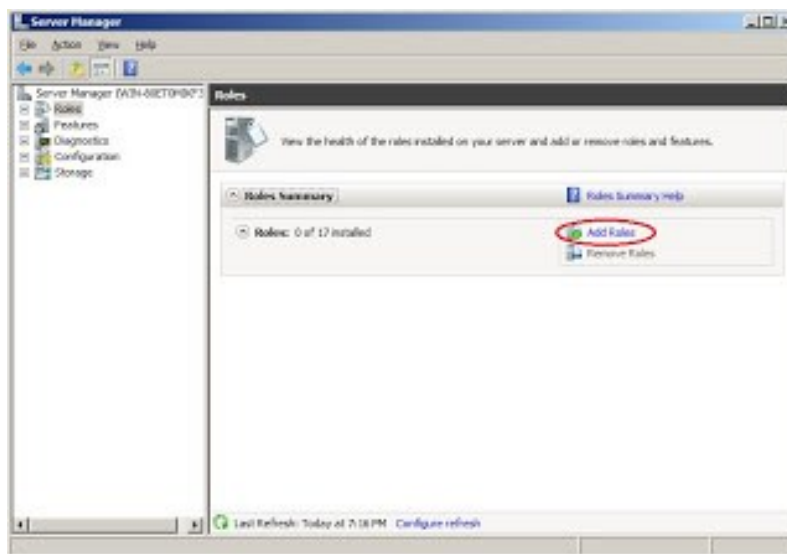 Server Manager
File Action View Help
Server Manager
Roles
Features
Diagnostics
Configuration
Storage
Roles
View the health of the roles installed on your server and add or remove roles and features.
Roles Summary
Roles Summary Help
Roles: 0 of 17 installed
Add Roles
Remove Roles
Last Refresh: Today at 7:16 PM Configure refresh